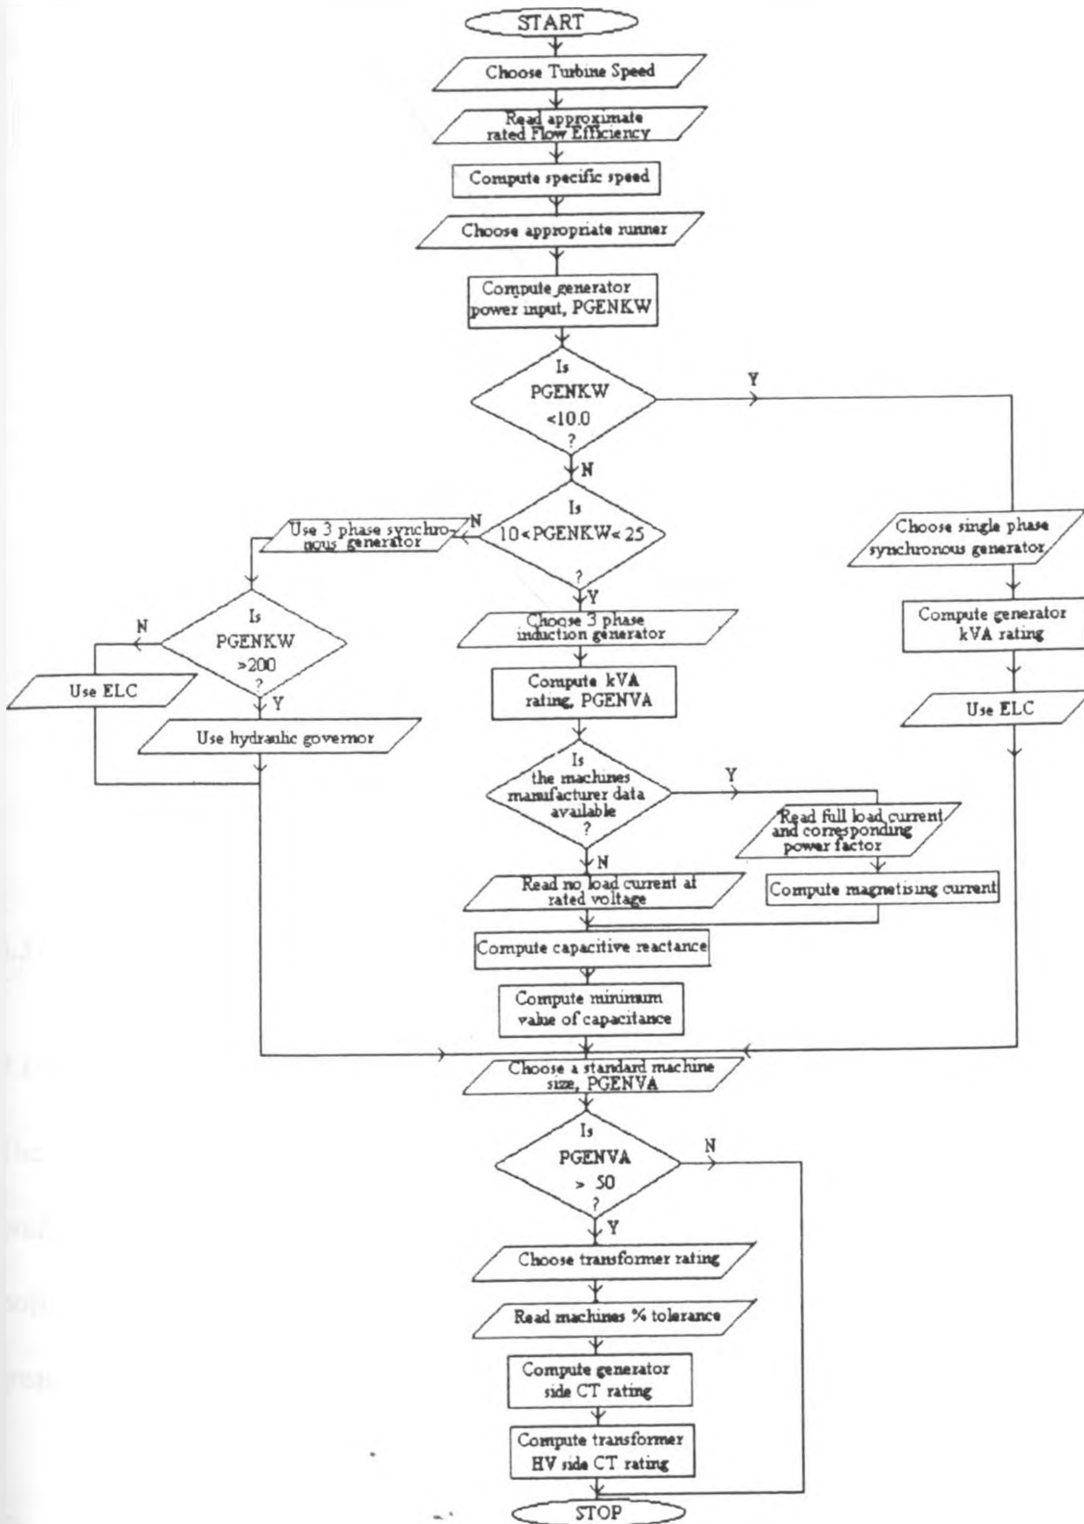 START
Choose Turbine Speed
Read approximate
rated Flow Efficiency
Compute specific speed
Choose appropriate runner
Compute generator
power input, PGENKW
Is
PGENKW
<10.0
?
Y
N
Is
10<PGENKW<25
?
N
Y
Use 3 phase synchro-
nous generator
Choose single phase
synchronous generator
Is
PGENKW
>200
?
N
Y
Choose 3 phase
induction generator
Compute generator
kVA rating
Use ELC
Compute kVA
rating, PGENVA
Use ELC
Use hydraulic governor
Is
the machines
manufacturer data
available
?
Y
N
Read full load current
and corresponding
power factor
Read no load current at
rated voltage
Compute magnetising current
Compute capacitive reactance
Compute minimum
value of capacitance
Choose a standard machine
size, PGENVA
Is
PGENVA
> 50
?
N
Y
Choose transformer rating
Read machines % tolerance
Compute generator
side CT rating
Compute transformer
HV side CT rating
STOP